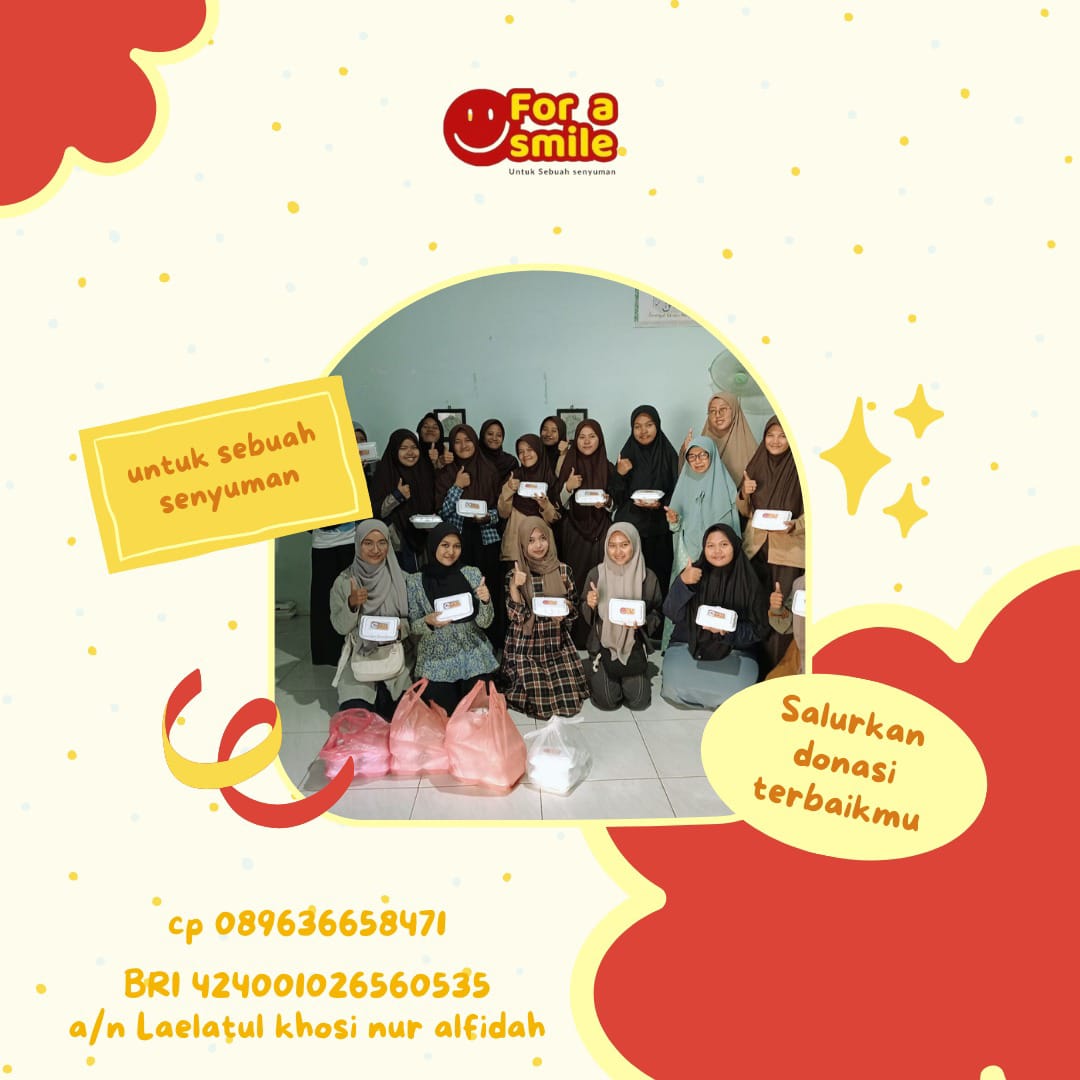 For a
smile
Untuk Sebuah senyuman
untuk sebuah
senyuman
Salurkan
donasi
terbaikmu
cp 089636658471
BRI 424001026560535
a/n Laelatul khosi nur alfidah